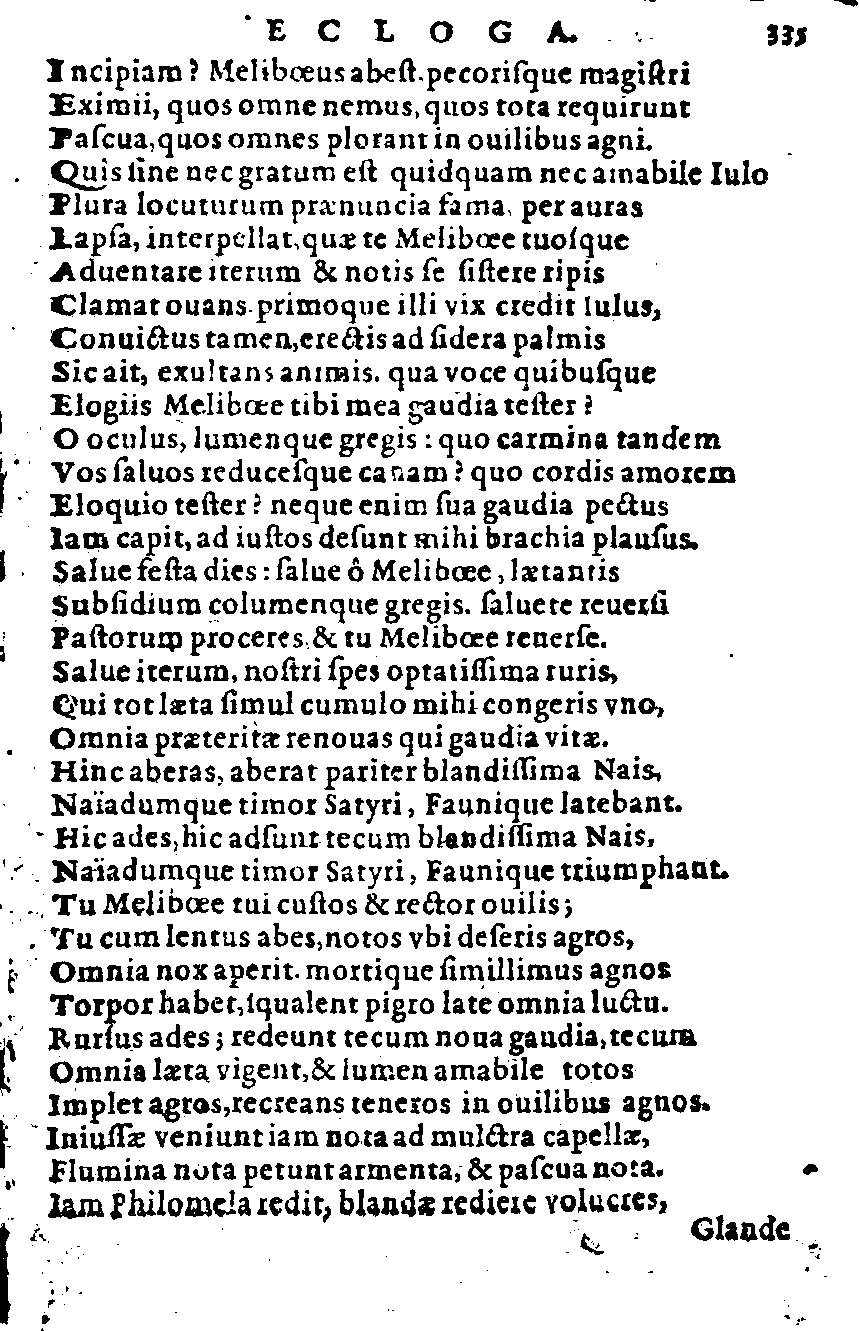 ECLOGA. 335
Incipiam? Melibœus abest. pecorisque magistri
Eximii, quos omne nemus, quos tota requirunt
Pascua, quos omnes plorant in ouilibus agni.
Quis sine nec gratum est quidquam nec amabile Iulo
Plura locuturum prænuncia fama, per auras
Lapsa, interpellat, quæ te Melibœe tuosque
Aduentare iterum & notis se sistere ripis
Clamat ouans. primoque illi vix credit Iulus,
Conuictus tamen, erectis ad sidera palmis
Sic ait, exultans animis. qua voce quibusque
Elogiis Melibœe tibi mea gaudia tester?
O oculus, lumenque gregis: quo carmina tandem
Vos saluos reducesque canam? quo cordis amorem
Eloquio tester? neque enim sua gaudia pectus
Iam capit, ad iustos desunt mihi brachia plausus.
Salue festa dies: salue ô Melibœe, lætantis
Subsidium columenque gregis. saluete reuersi
Pastorum proceres, & tu Melibœe renerse.
Salue iterum, nostri spes optatissima ruris,
Qui tot læta simul cumulo mihi congeris vno,
Omnia præteritæ renouas qui gaudia vitæ.
Hinc aberas, aberat pariter blandissima Nais,
Naïadumque timor Satyri, Faunique latebant.
Hic ades, hic adsunt tecum blandissima Nais,
Naïadumque timor Satyri, Faunique triumphant.
Tu Melibœe tui custos & rector ouilis;
Tu cum lentus abes, notos vbi deseris agros,
Omnia nox aperit. mortique simillimus agnos
Torpor habet, squalent pigro late omnia luctu.
Rursus ades; redeunt tecum noua gaudia, tecum
Omnia læta vigent, & lumen amabile totos
Implet agros, recreans teneros in ouilibus agnos.
Iniussæ veniunt iam nota ad mulctra capellæ,
Flumina nota petunt armenta, & pascua nota.
Iam Philomela redit, blandæ rediere volucres,
Glande